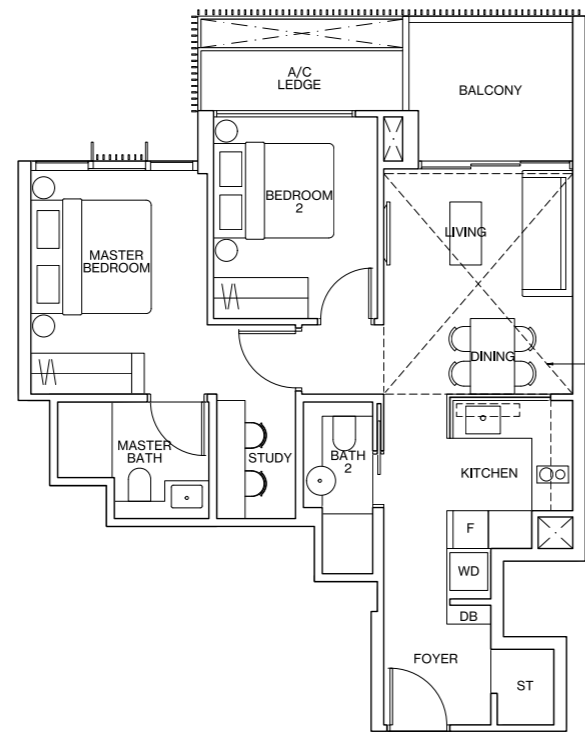 A/C
LEDGE
BALCONY
BEDROOM
2
LIVING
MASTER
BEDROOM
DINING
MASTER
BATH
STUDY
BATH
2
KITCHEN
F
WD
DB
FOYER
ST